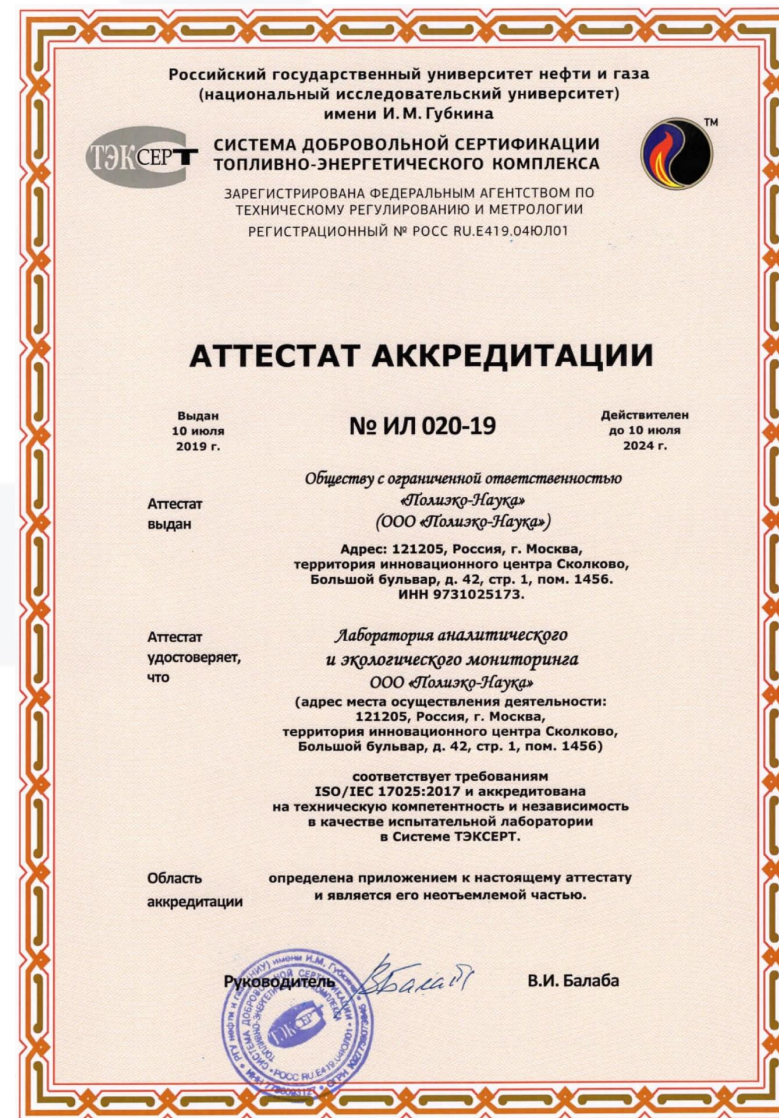 Российский государственный университет нефти и газа
(национальный исследовательский университет)
имени И. М. Губкина
ТЭКСЕРТ
СИСТЕМА ДОБРОВОЛЬНОЙ СЕРТИФИКАЦИИ
ТОПЛИВНО-ЭНЕРГЕТИЧЕСКОГО КОМПЛЕКСА
TM
ЗАРЕГИСТРИРОВАНА ФЕДЕРАЛЬНЫМ АГЕНТСТВОМ ПО
ТЕХНИЧЕСКОМУ РЕГУЛИРОВАНИЮ И МЕТРОЛОГИИ
РЕГИСТРАЦИОННЫЙ № РОСС RU.Е419.04ЮЛ01
АТТЕСТАТ АККРЕДИТАЦИИ
Выдан
10 июля
2019 г.
№ ИЛ 020-19
Действителен
до 10 июля
2024 г.
Аттестат
выдан
Обществу с ограниченной ответственностью
«Полиэко-Наука»
(ООО «Полиэко-Наука»)
Адрес: 121205, Россия, г. Москва,
территория инновационного центра Сколково,
Большой бульвар, д. 42, стр. 1, пом. 1456.
ИНН 9731025173.
Аттестат
удостоверяет,
что
Лаборатория аналитического
и экологического мониторинга
ООО «Полиэко-Наука»
(адрес места осуществления деятельности:
121205, Россия, г. Москва,
территория инновационного центра Сколково,
Большой бульвар, д. 42, стр. 1, пом. 1456)
соответствует требованиям
ISO/IEC 17025:2017 и аккредитована
на техническую компетентность и независимость
в качестве испытательной лаборатории
в Системе ТЭКСЕРТ.
Область
аккредитации
определена приложением к настоящему аттестату
и является его неотъемлемой частью.
Руководитель
В.И. Балаба
ТЭКСЕРТ